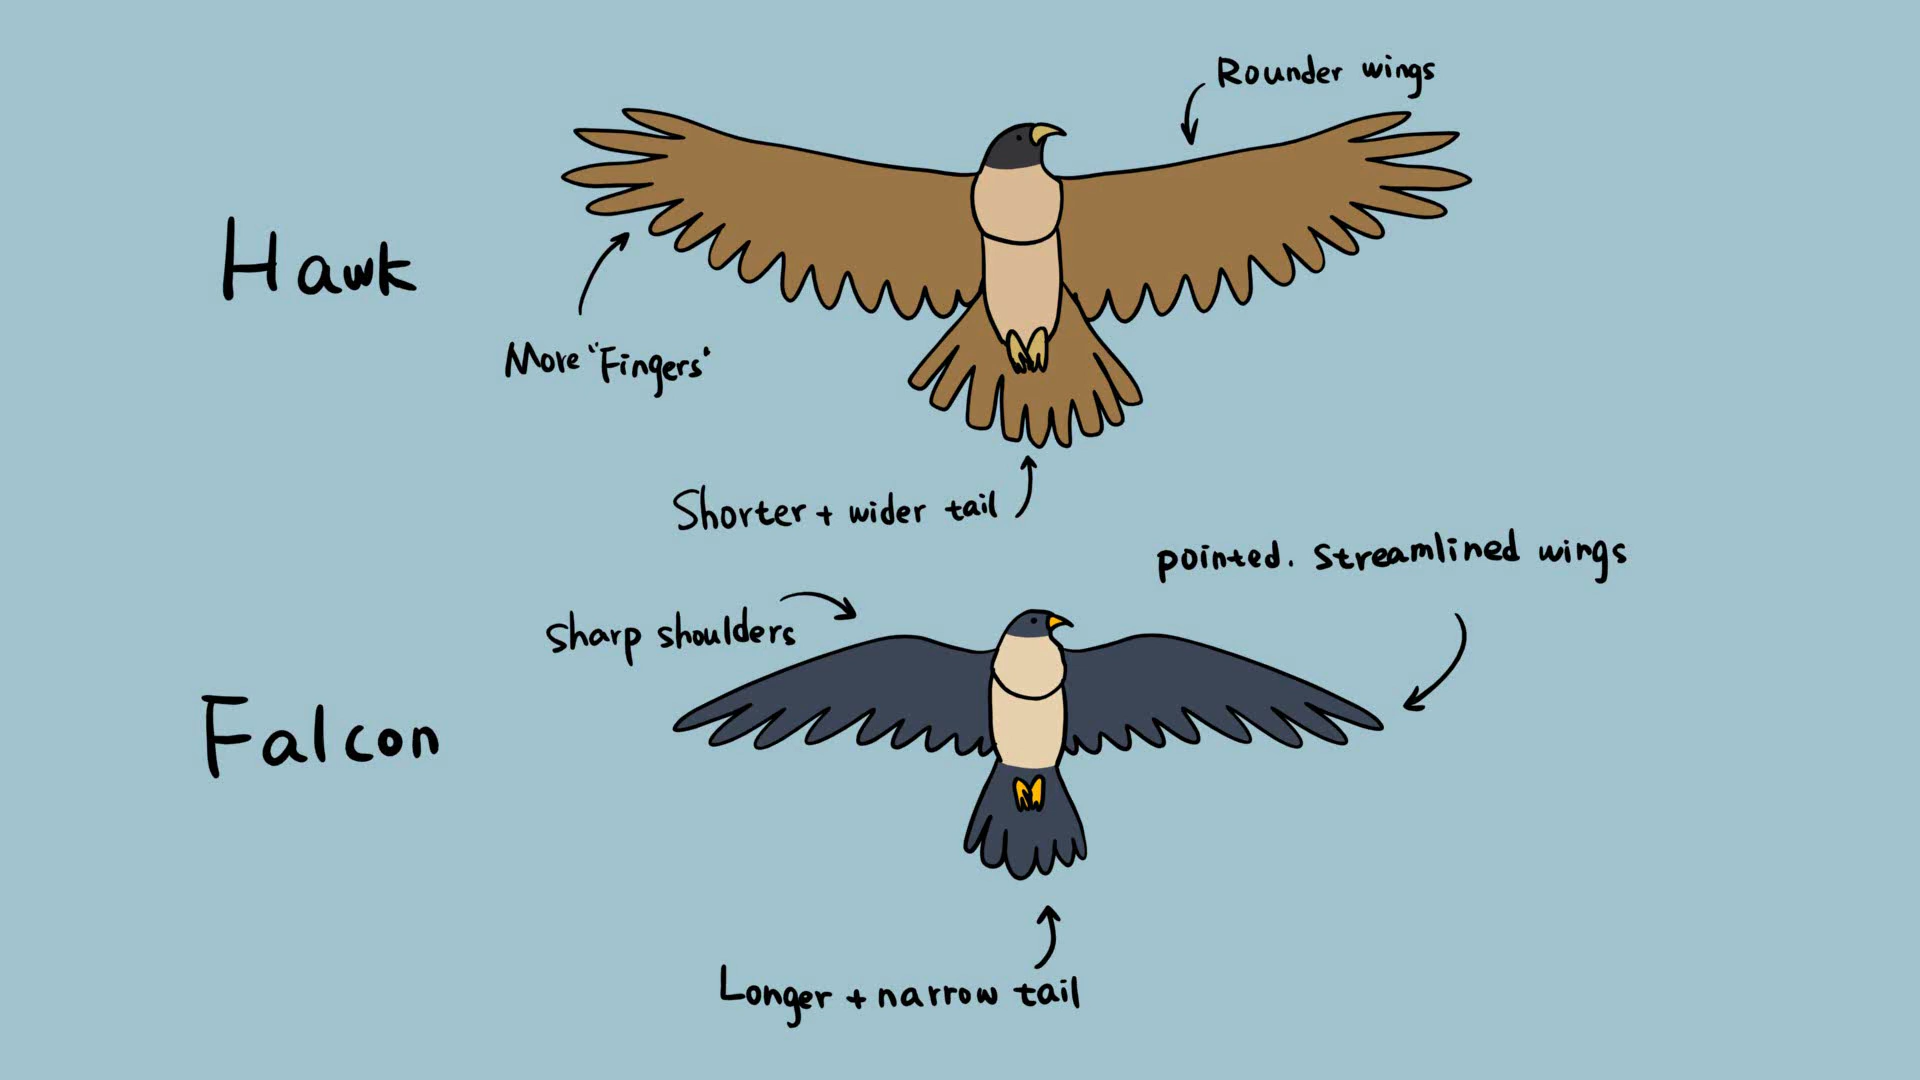 Rounder wings
Hawk
More "Fingers"
Shorter + wider tail
pointed. Streamlined wings
Sharp shoulders
Falcon
Longer + narrow tail